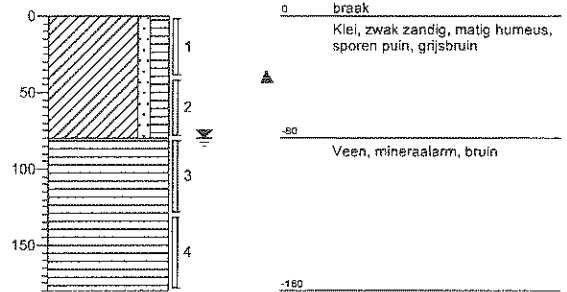 0
1
50
2
100
3
150
4
0 braak
Klei, zwak zandig, matig humeus,
sporen puin, grijsbruin
-80
Veen, mineraalarm, bruin
-180